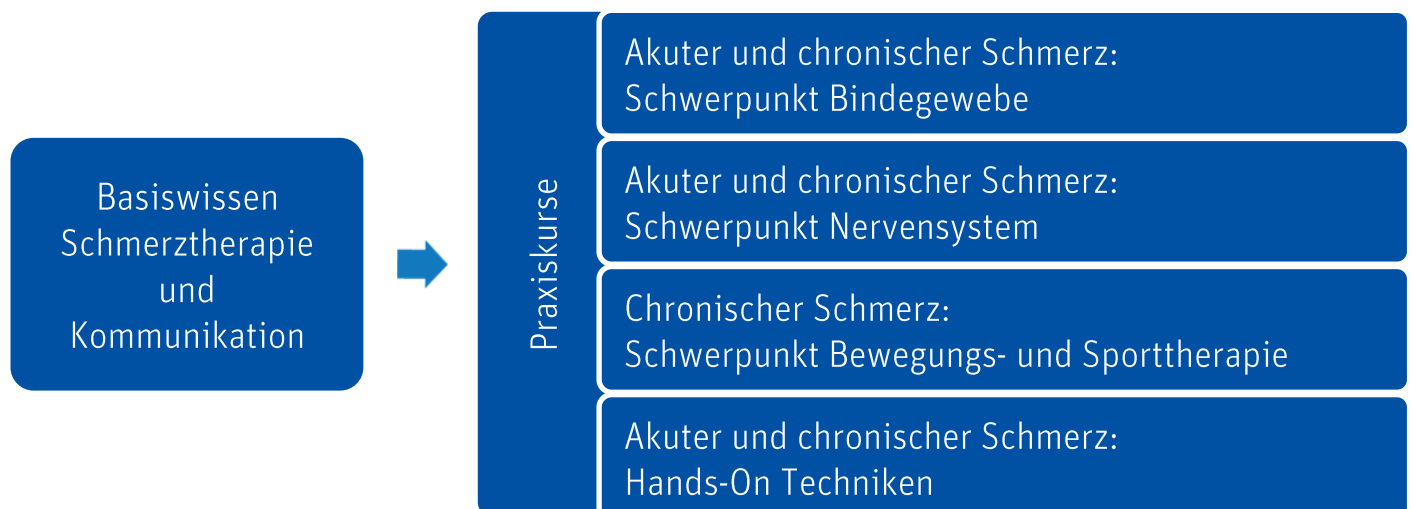 Basiswissen
Schmerztherapie
und
Kommunikation
Praxiskurse
Akuter und chronischer Schmerz:
Schwerpunkt Bindegewebe
Akuter und chronischer Schmerz:
Schwerpunkt Nervensystem
Chronischer Schmerz:
Schwerpunkt Bewegungs- und Sporttherapie
Akuter und chronischer Schmerz:
Hands-On Techniken